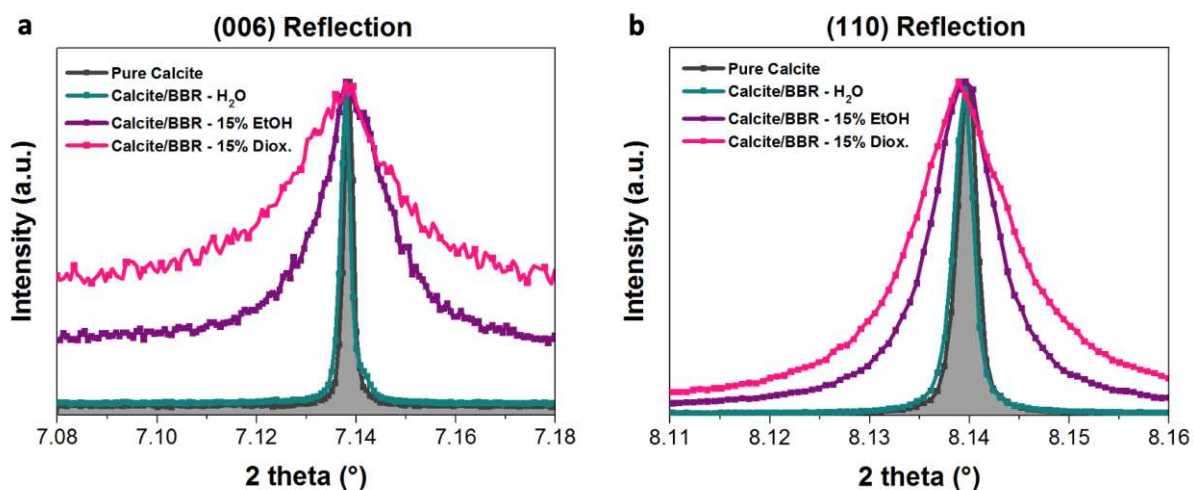 a
(006) Reflection
Pure Calcite
Calcite/BBR - H₂O
Calcite/BBR - 15% EtOH
Calcite/BBR - 15% Diox.
Intensity (a.u.)
7.08 7.10 7.12 7.14 7.16 7.18
2 theta (°)
b
(110) Reflection
Pure Calcite
Calcite/BBR - H₂O
Calcite/BBR - 15% EtOH
Calcite/BBR - 15% Diox.
Intensity (a.u.)
8.11 8.12 8.13 8.14 8.15 8.16
2 theta (°)